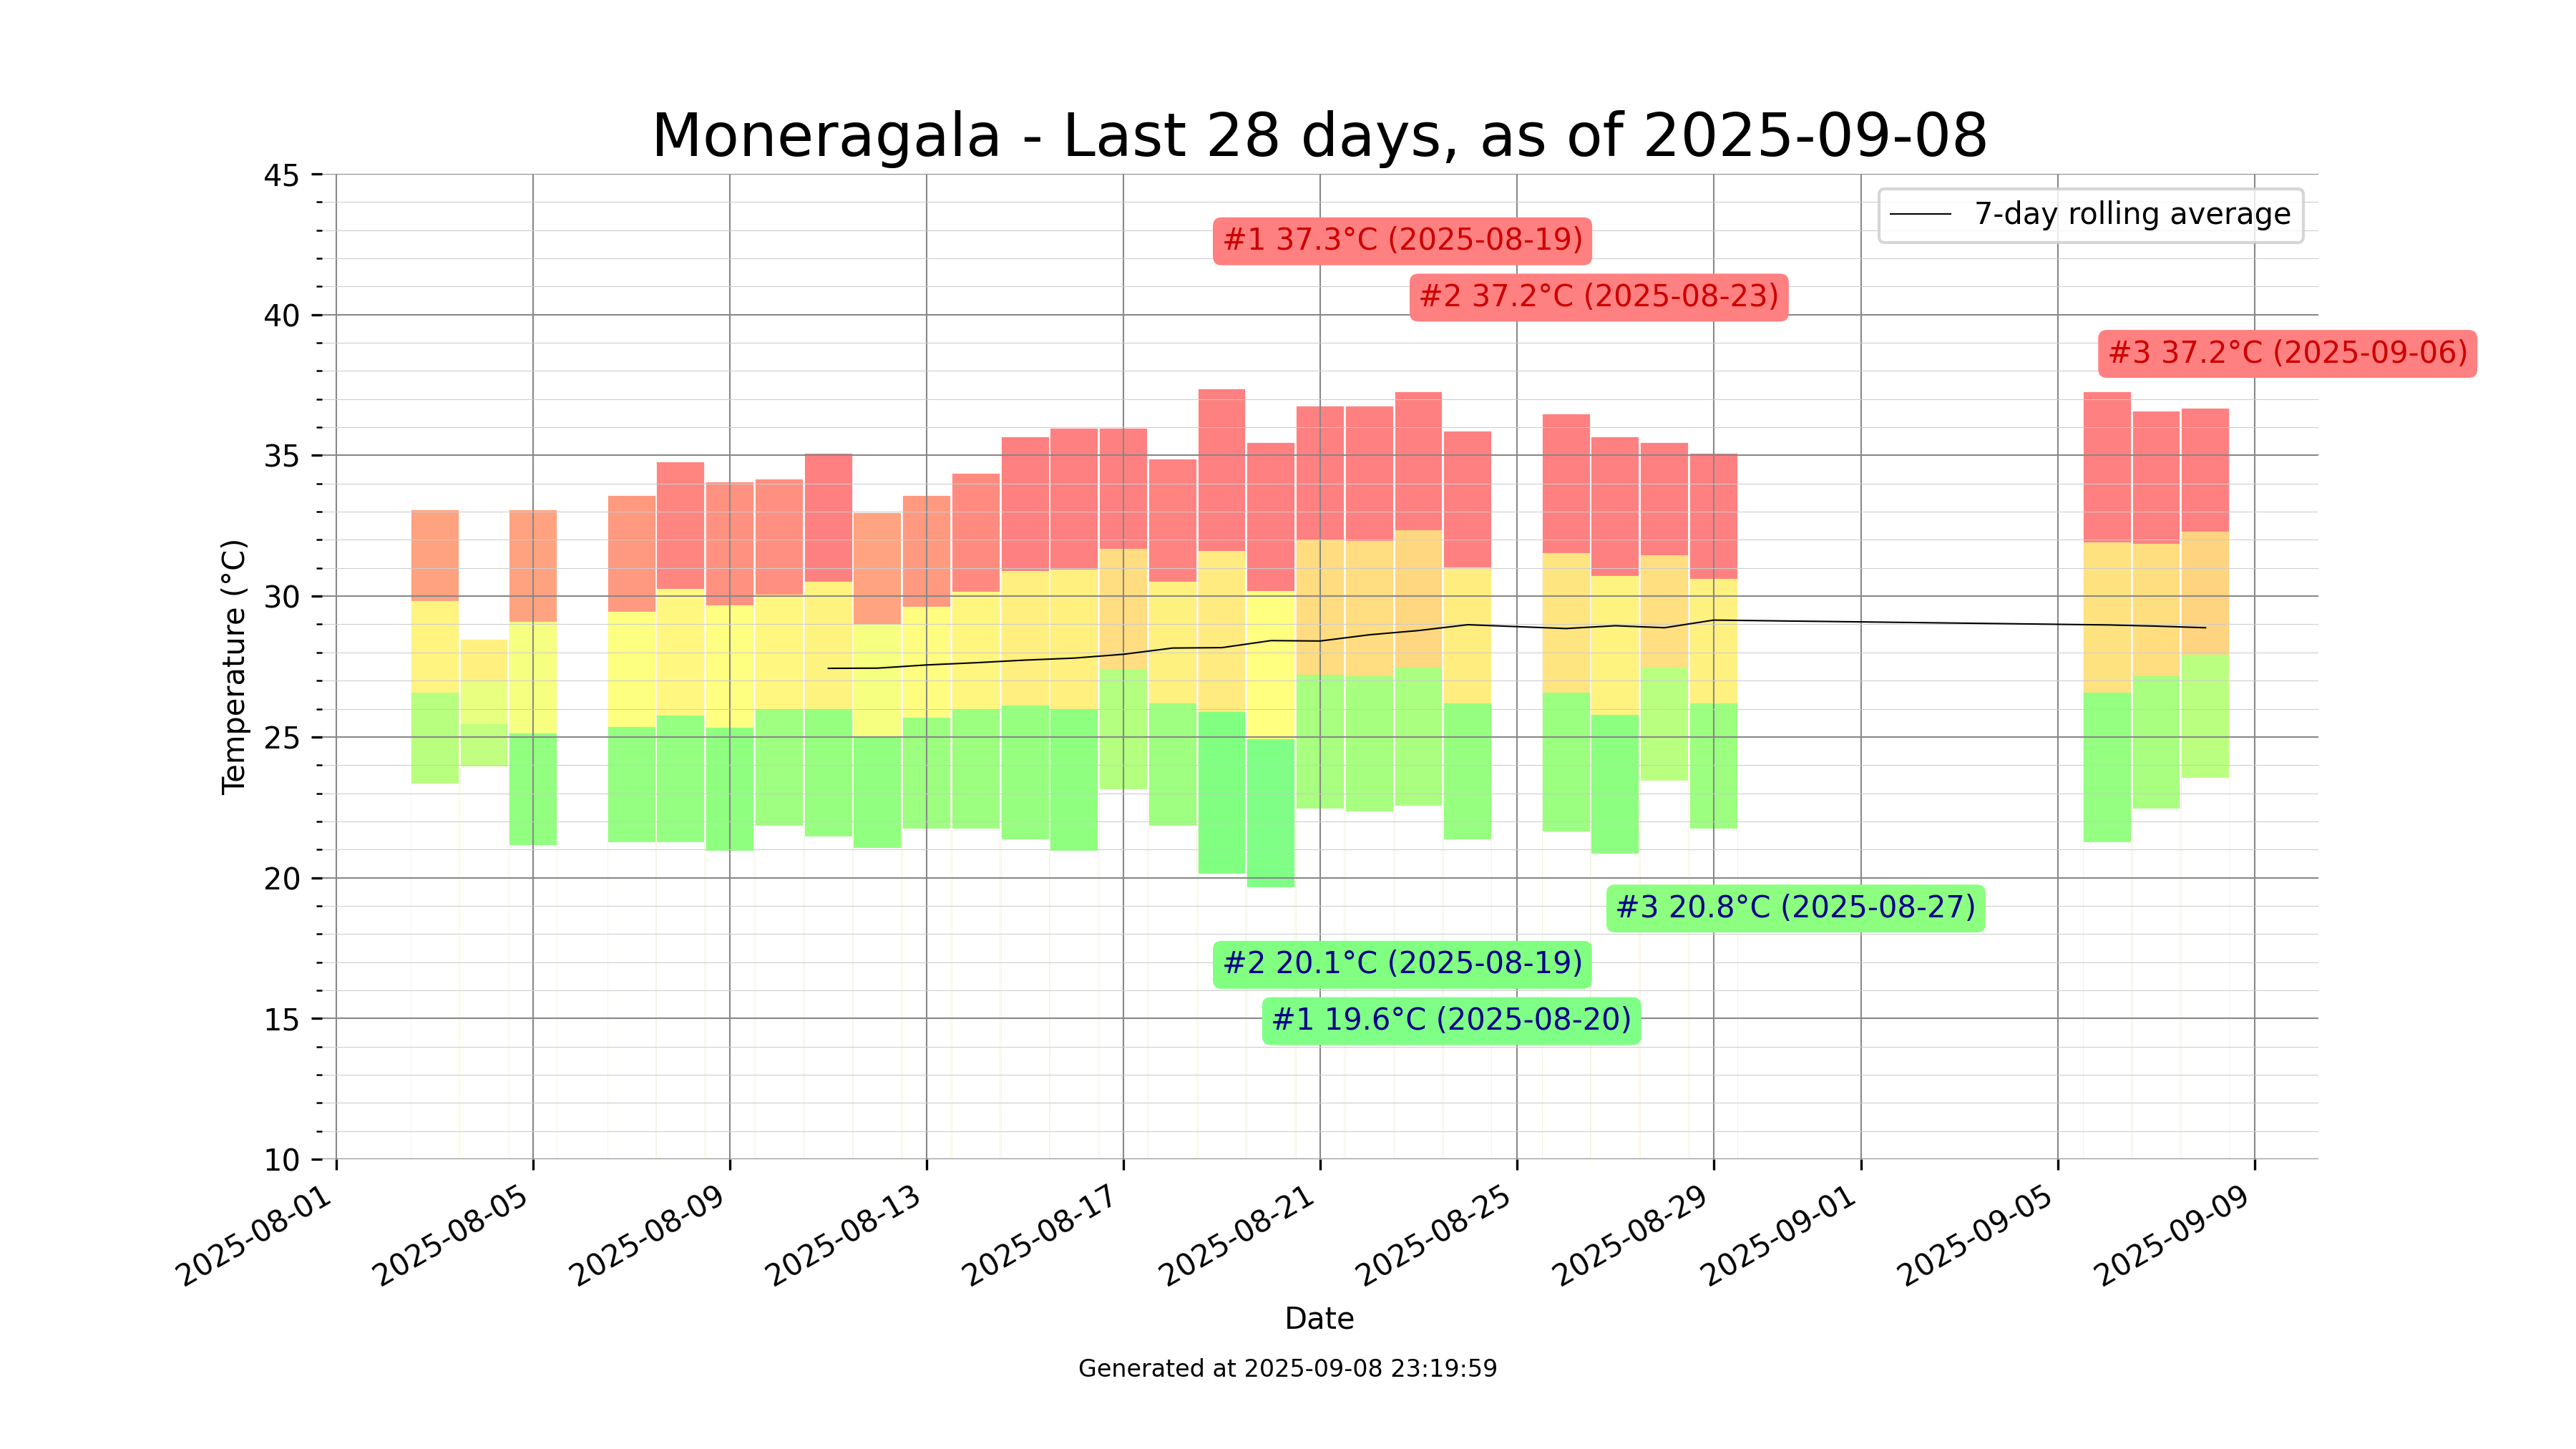 Moneragala - Last 28 days, as of 2025-09-08
7-day rolling average
#1 37.3°C (2025-08-19)
#2 37.2°C (2025-08-23)
#3 37.2°C (2025-09-06)
45
40
35
30
25
20
15
10
Temperature (°C)
#3 20.8°C (2025-08-27)
#2 20.1°C (2025-08-19)
#1 19.6°C (2025-08-20)
2025-08-01
2025-08-05
2025-08-09
2025-08-13
2025-08-17
2025-08-21
2025-08-25
2025-08-29
2025-09-01
2025-09-05
2025-09-09
Date
Generated at 2025-09-08 23:19:59